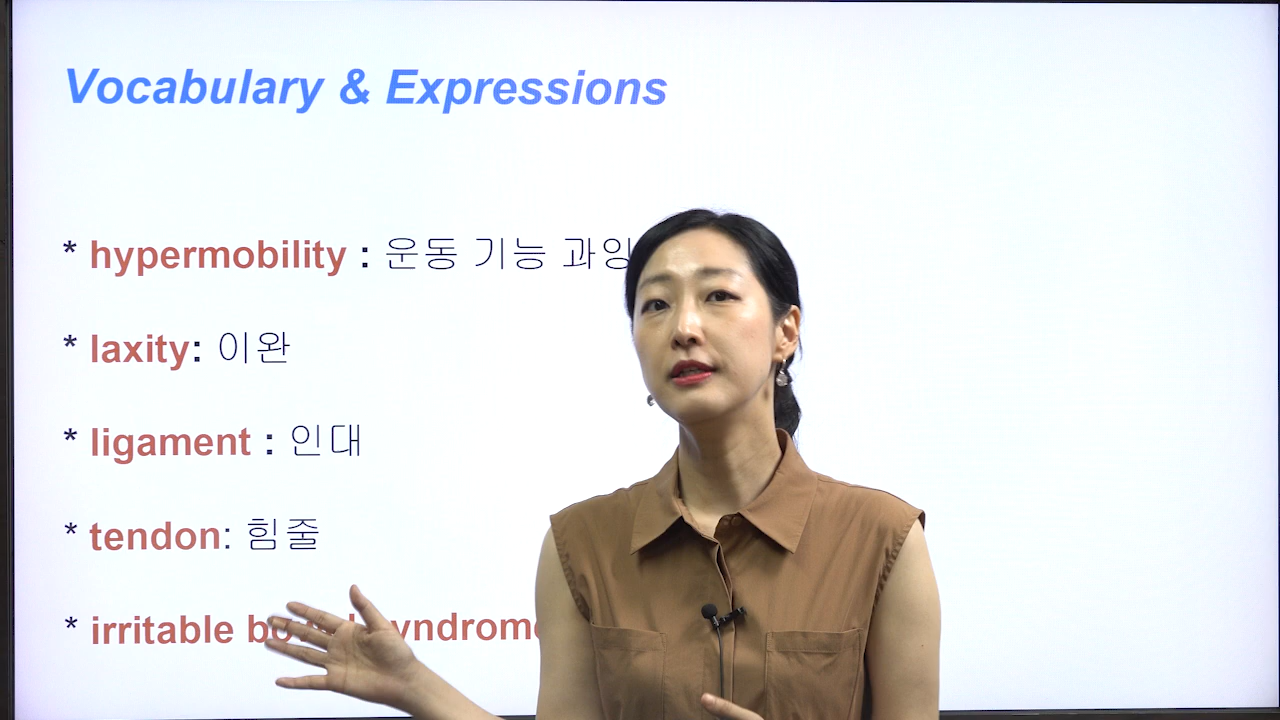 Vocabulary & Expressions
* hypermobility : 운동 기능 과잉
* laxity: 이완
* ligament : 인대
* tendon: 힘줄
* irritable syndrome